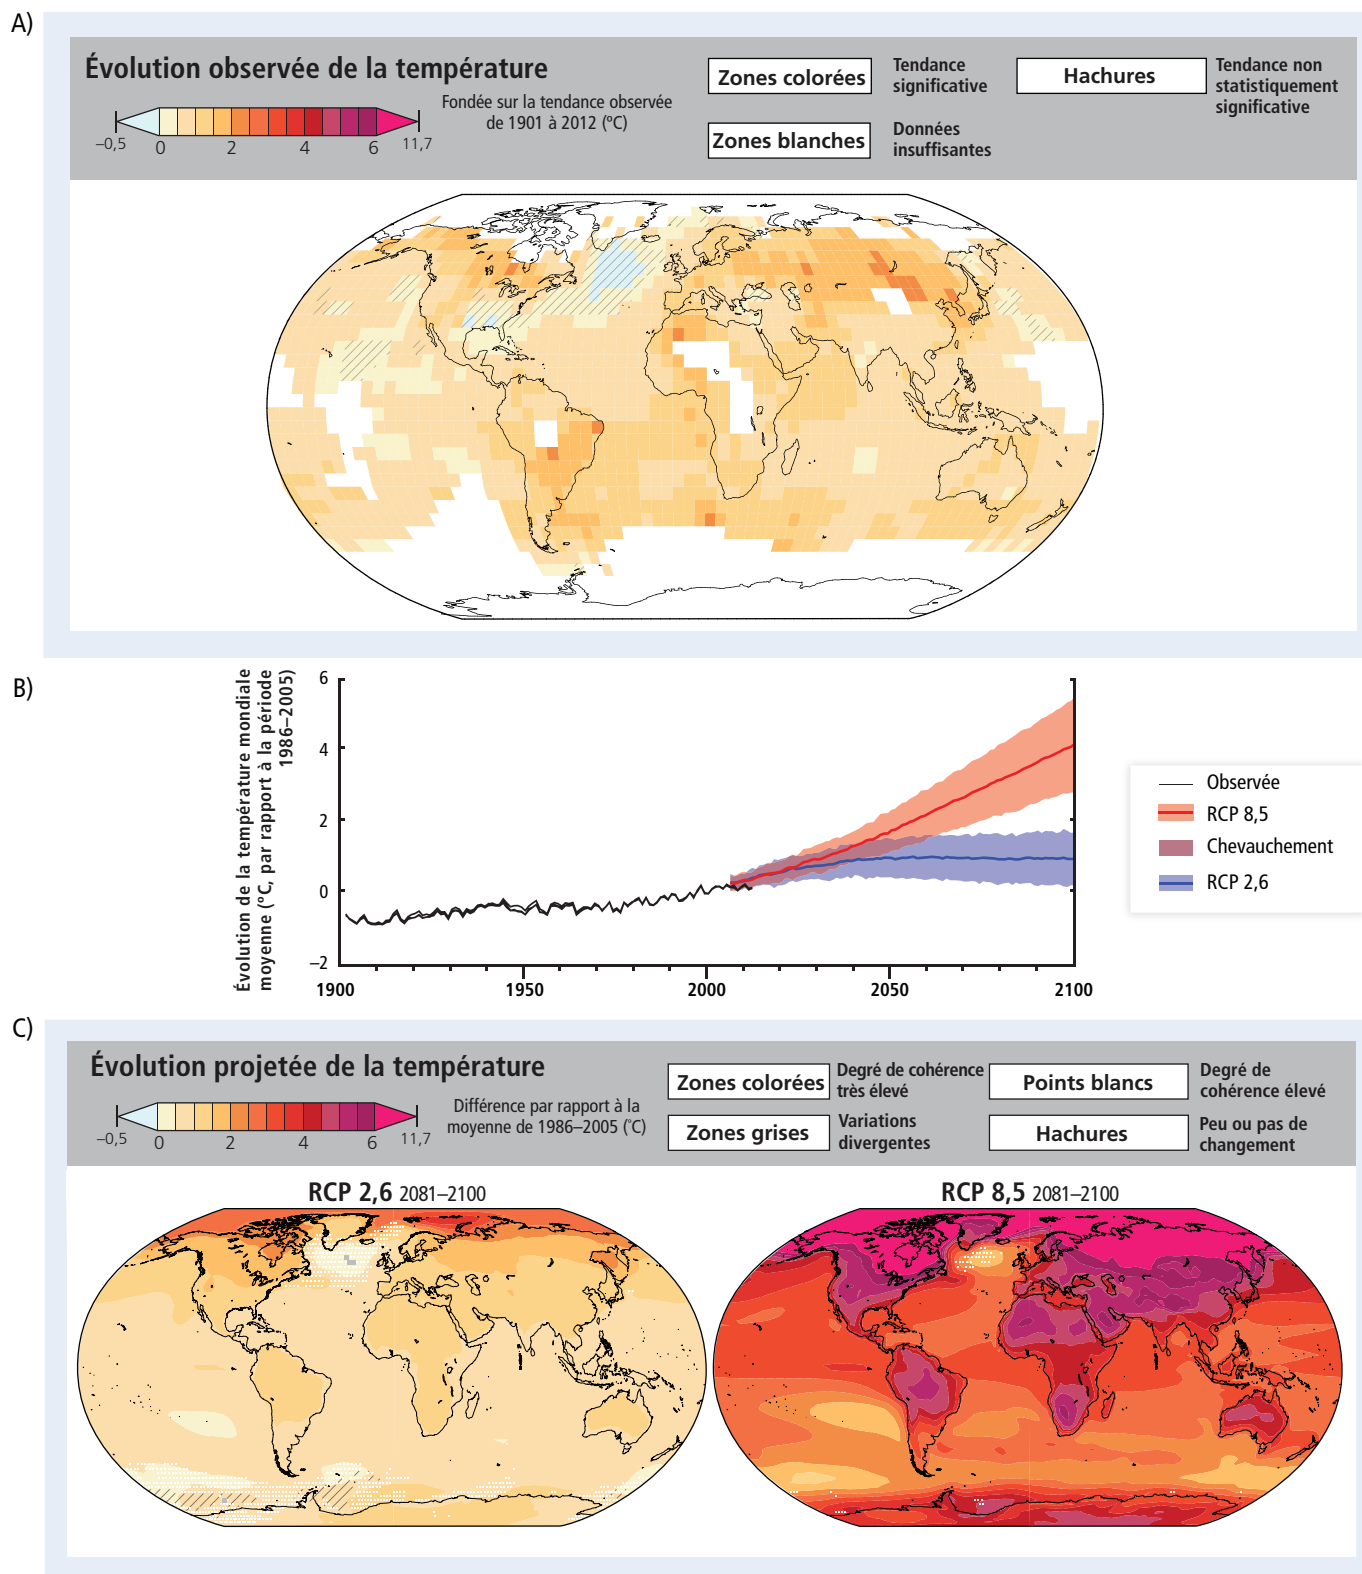 A)
Évolution observée de la température
Fondée sur la tendance observée
de 1901 à 2012 (°C)
−0,5 0 2 4 6 11,7
Zones colorées
Tendance
significative
Hachures
Tendance non
statistiquement
significative
Zones blanches
Données
insuffisantes
B)
Évolution de la température mondiale
moyenne (°C, par rapport à la période
1986–2005)
6
4
2
0
−2
1900 1950 2000 2050 2100
Observée
RCP 8,5
Chevauchement
RCP 2,6
C)
Évolution projetée de la température
Différence par rapport à la
moyenne de 1986–2005 (°C)
−0,5 0 2 4 6 11,7
Zones colorées
Degré de cohérence
très élevé
Points blancs
Degré de
cohérence élevé
Zones grises
Variations
divergentes
Hachures
Peu ou pas de
changement
RCP 2,6 2081–2100
RCP 8,5 2081–2100